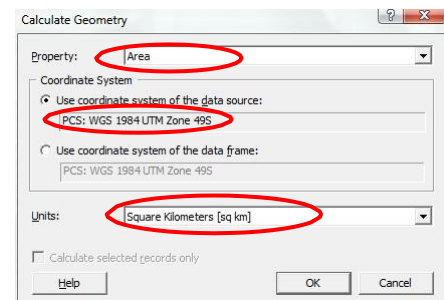 Calculate Geometry
? X
Property: Area
Coordinate System
Use coordinate system of the data source:
PCS: WGS 1984 UTM Zone 49S
Use coordinate system of the data frame:
PCS: WGS 1984 UTM Zone 49S
Units: Square Kilometers [sq km]
Calculate selected records only
Help OK Cancel